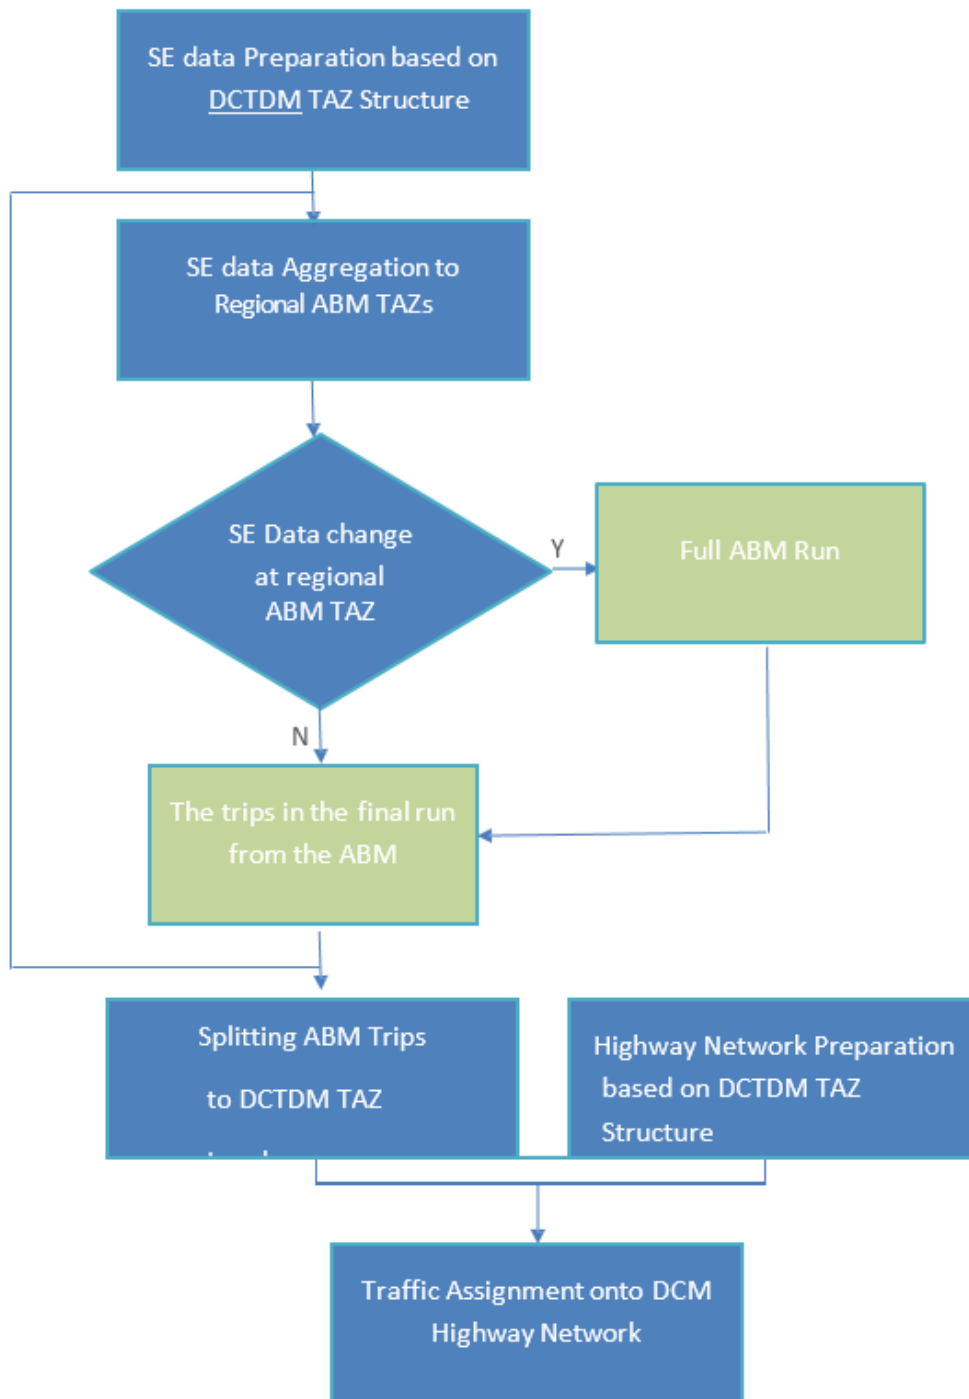 SE data Preparation based on
DCTDM TAZ Structure
SE data Aggregation to
Regional ABM TAZs
SE Data change
at regional
ABM TAZ
Y
Full ABM Run
N
The trips in the final run
from the ABM
Splitting ABM Trips
to DCTDM TAZ
Highway Network Preparation
based on DCTDM TAZ
Structure
Traffic Assignment onto DCM
Highway Network